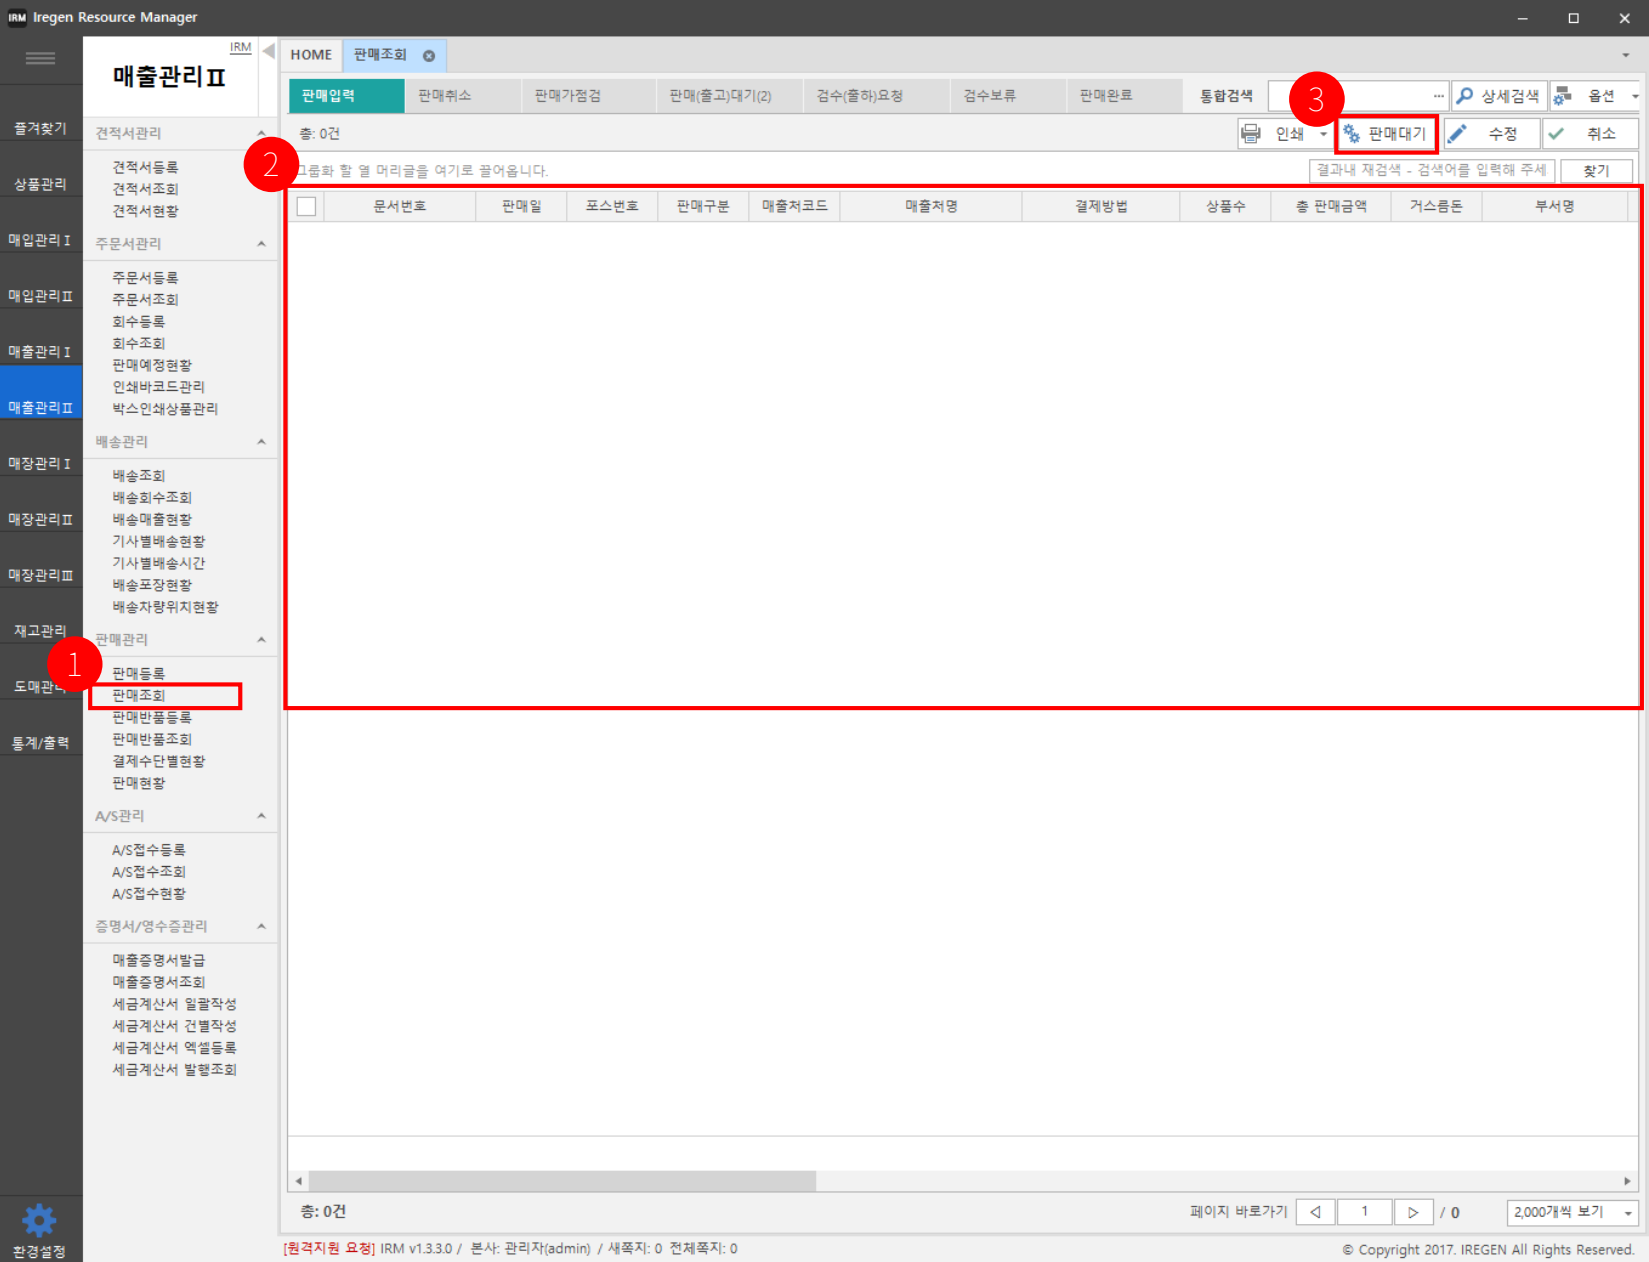 IRM Iregen Resource Manager
IRM
매출관리Ⅱ
즐겨찾기
상품관리
매입관리Ⅰ
매입관리Ⅱ
매출관리Ⅰ
매출관리Ⅱ
매장관리Ⅰ
매장관리Ⅱ
매장관리Ⅲ
재고관리
도매관리
통계/출력
환경설정
견적서관리
견적서등록
견적서조회
견적서현황
주문서관리
주문서등록
주문서조회
회수등록
회수조회
판매예정현황
인쇄바코드관리
박스인쇄상품관리
배송관리
배송조회
배송회수조회
배송매출현황
기사별배송현황
기사별배송시간
배송포장현황
배송차량위치현황
판매관리
1
판매등록
판매조회
판매반품등록
판매반품조회
결제수단별현황
판매현황
A/S관리
A/S접수등록
A/S접수조회
A/S접수현황
증명서/영수증관리
매출증명서발급
매출증명서조회
세금계산서 일괄작성
세금계산서 건별작성
세금계산서 엑셀등록
세금계산서 발행조회
HOME 판매조회
판매입력 판매취소 판매가점검 판매(출고)대기(2) 검수(출하)요청 검수보류 판매완료 통합검색 3 ... 상세검색 옵션
총: 0건 인쇄 판매대기 수정 취소
2 그룹화 할 열 머리글을 여기로 끌어옵니다. 결과내 재검색 - 검색어를 입력해 주세 찾기
문서번호 판매일 포스번호 판매구분 매출처코드 매출처명 결제방법 상품수 총 판매금액 거스름돈 부서명
총: 0건 페이지 바로가기 1 / 0 2,000개씩 보기
[원격지원 요청] IRM v1.3.3.0 / 본사: 관리자(admin) / 새쪽지: 0 전체쪽지: 0 © Copyright 2017. IREGEN All Rights Reserved.